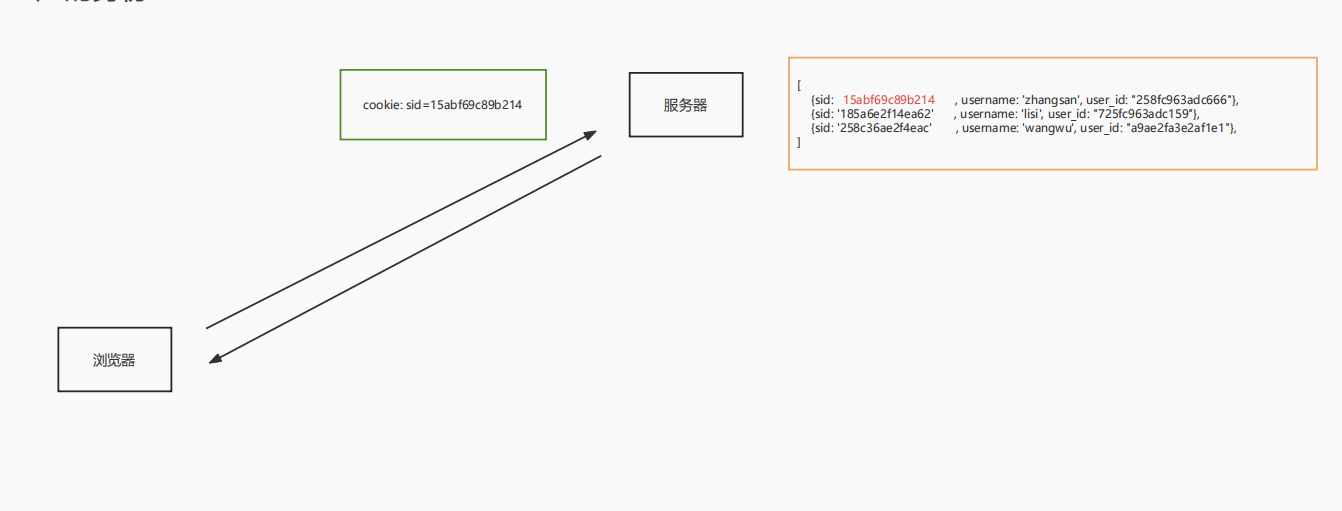 cookie: sid=15abf69c89b214
服务器
[
{sid: 15abf69c89b214 , username: 'zhangsan', user_id: "258fc963adc666"},
{sid: '185a6e2f14ea62' , username: 'lisi', user_id: "725fc963adc159"},
{sid: '258c36ae2f4eac' , username: 'wangwu', user_id: "a9ae2fa3e2af1e1"},
]
浏览器